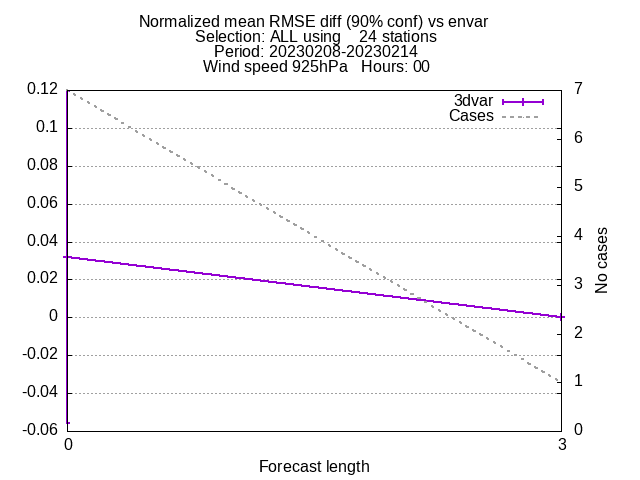 Normalized mean RMSE diff (90% conf) vs envar
Selection: ALL using    24 stations
Period: 20230208-20230214
Wind speed 925hPa   Hours: 00
3dvar
Cases
0.12
0.1
0.08
0.06
0.04
0.02
0
-0.02
-0.04
-0.06
7
6
5
4
3
2
1
0
No cases
0
3
Forecast length